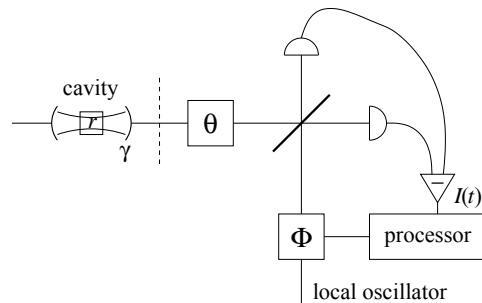 cavity
r
γ
θ
−
I(t)
Φ
processor
local oscillator